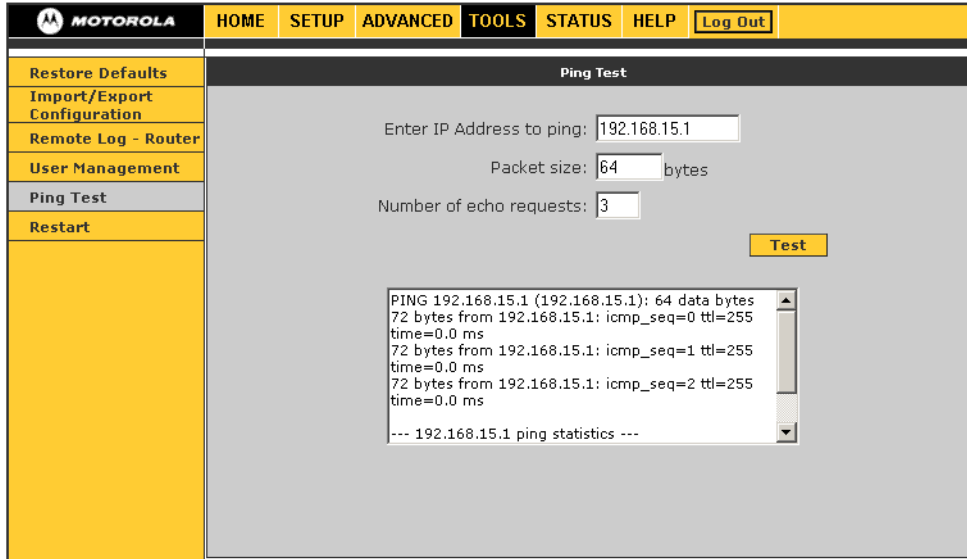 MOTOROLA
HOME SETUP ADVANCED TOOLS STATUS HELP Log Out
Restore Defaults
Import/Export
Configuration
Remote Log - Router
User Management
Ping Test
Restart
Ping Test
Enter IP Address to ping: 192.168.15.1
Packet size: 64 bytes
Number of echo requests: 3
Test
PING 192.168.15.1 (192.168.15.1): 64 data bytes
72 bytes from 192.168.15.1: icmp_seq=0 ttl=255
time=0.0 ms
72 bytes from 192.168.15.1: icmp_seq=1 ttl=255
time=0.0 ms
72 bytes from 192.168.15.1: icmp_seq=2 ttl=255
time=0.0 ms
--- 192.168.15.1 ping statistics ---